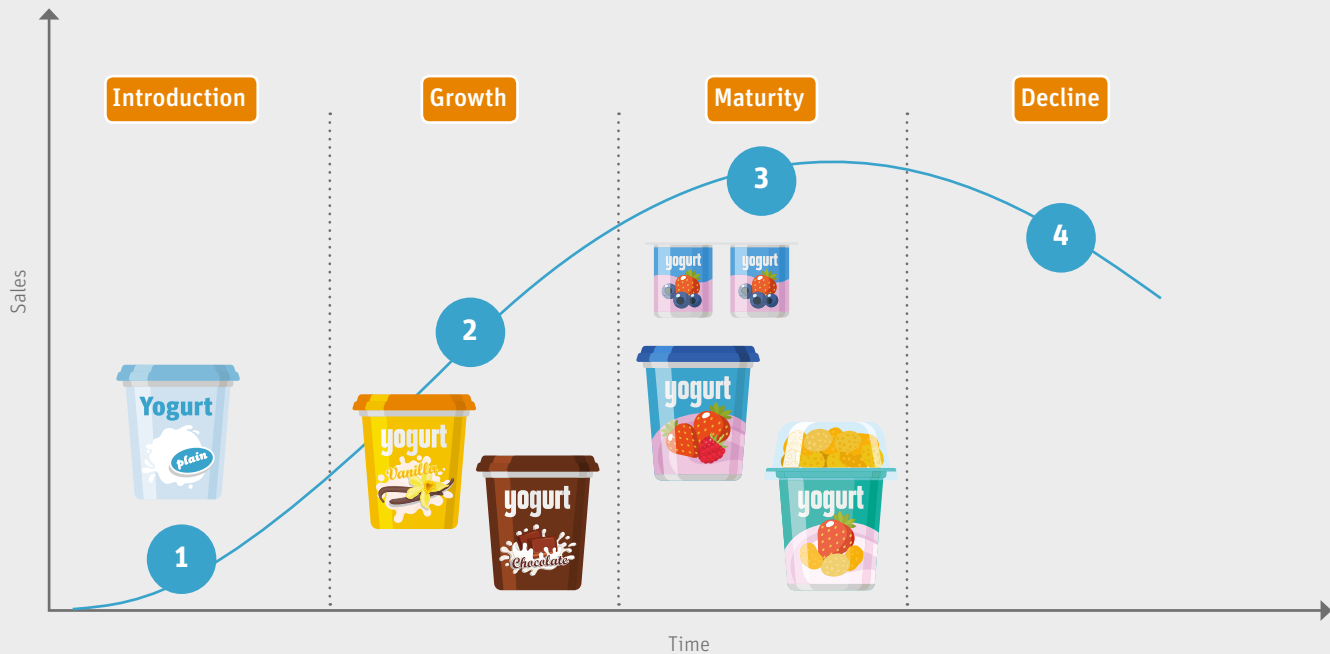 Introduction
Growth
Maturity
Decline
3
4
yogurt
yogurt
Sales
2
Yogurt
plain
yogurt
yogurt
Vanilla
yogurt
Chocolate
yogurt
1
Time